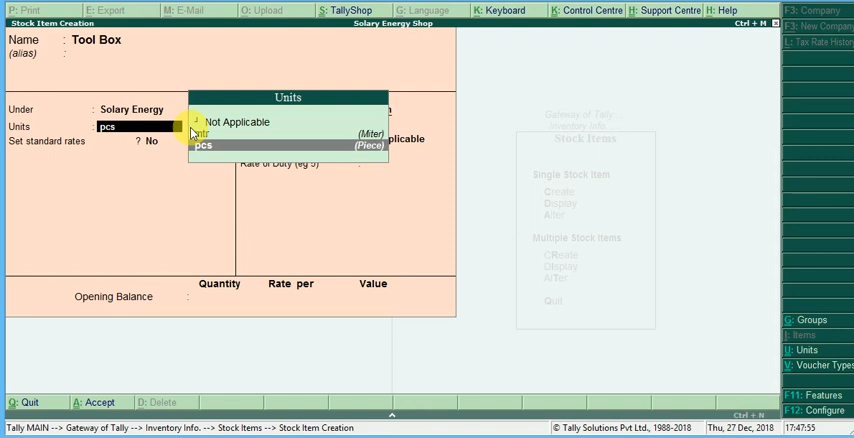 P: Print E: Export M: E-Mail O: Upload S: TallyShop G: Language K: Keyboard K: Control Centre H: Support Centre H: Help F3: Company
Stock Item Creation Solary Energy Shop Ctrl + M
F3: New Company
L: Tax Rate History
Name : Tool Box
(alias) :
Under : Solary Energy
Units : pcs
Set standard rates ? No
Units
Not Applicable
mtr (Miter)
pcs (Piece)
plicable
Rate of Duty (eg 5) :
Quantity Rate per Value
Opening Balance :
Gateway of Tally ...
Inventory Info. ...
Stock Items
Single Stock Item
Create
Display
Alter
Multiple Stock Items
CReate
DIsplay
AlTer
Quit
G: Groups
I: Items
U: Units
V: Voucher Types
F11: Features
F12: Configure
Q: Quit A: Accept D: Delete
Ctrl + N
Tally MAIN --> Gateway of Tally --> Inventory Info. --> Stock Items --> Stock Item Creation © Tally Solutions Pvt Ltd., 1988-2018 Thu, 27 Dec, 2018 17:47:55